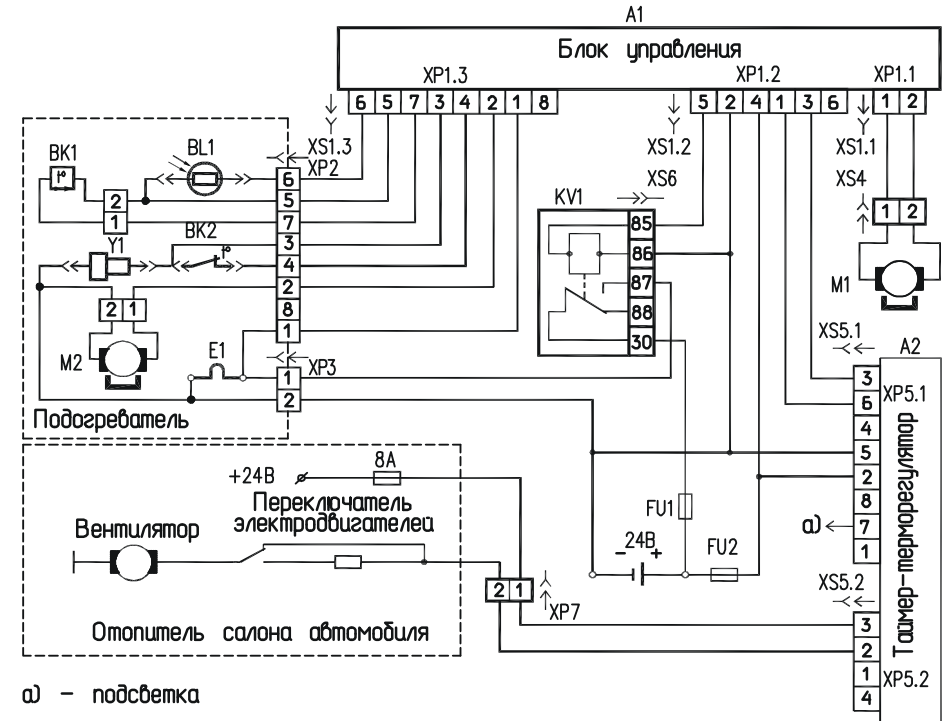 A1
Блок управления
XP1.3 XP1.2 XP1.1
6 5 7 3 4 2 1 8
5 2 4 1 3 6
1 2
XS1.3
XS1.2
XS1.1
XP2
BK1
BL1
6
5
7
3
4
2
8
1
2
1
BK2
t°
t°
Y1
2 1
M2
E1
XP3
1
2
Подогреватель
XS6
KV1
85
86
87
88
30
XS4
1 2
M1
XS5.1
A2
3
6
4
5
2
8
7
1
XP5.1
Таймер-терморегулятор
а)
FU1
- 24В +
FU2
XS5.2
3
2
1
4
XP5.2
+24В
8А
Переключатель
электродвигателей
Вентилятор
2 1
XP7
Отопитель салона автомобиля
а) - подсветка